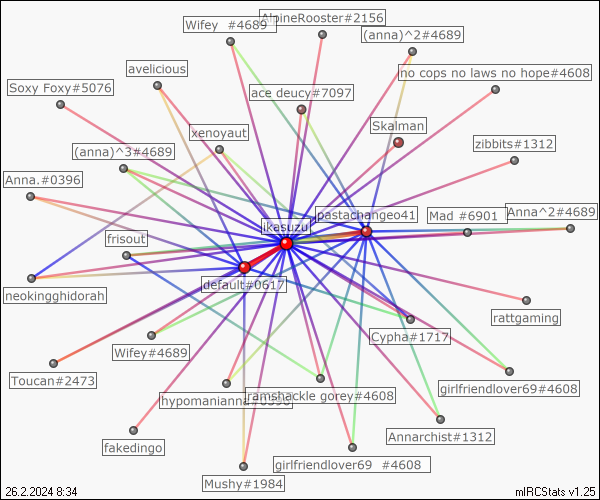 AlpineRooster#2156
Wifey  #4689
(anna)^2#4689
avelicious
no cops no laws no hope#4608
Soxy Foxy#5076
ace deucy#7097
Skalman
xenoyaut
zibbits#1312
(anna)^3#4689
Anna.#0396
pastachangeo41
Mad #6901
Anna^2#4689
ikasuzu
frisout
default#0617
neokingghidorah
rattgaming
Cypha#1717
Wifey#4689
Toucan#2473
girlfriendlover69#4608
ramshackle gorey#4608
hypomanianna#0396
Annarchist#1312
fakedingo
girlfriendlover69  #4608
Mushy#1984
26.2.2024 8:34
mIRCStats v1.25